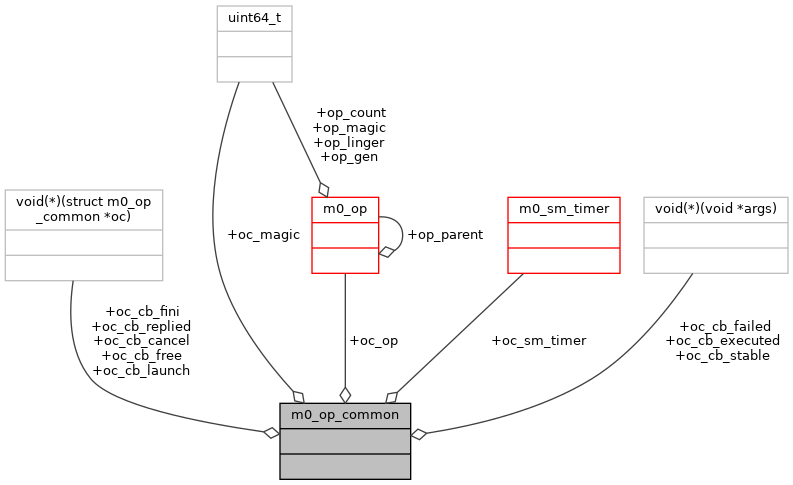 uint64_t
+op_count
+op_magic
+op_linger
+op_gen
void(*)(struct m0_op
_common *oc)
m0_op
m0_sm_timer
void(*)(void *args)
+oc_magic
+op_parent
+oc_cb_fini
+oc_cb_replied
+oc_cb_cancel
+oc_cb_free
+oc_cb_launch
+oc_op
+oc_sm_timer
+oc_cb_failed
+oc_cb_executed
+oc_cb_stable
m0_op_common